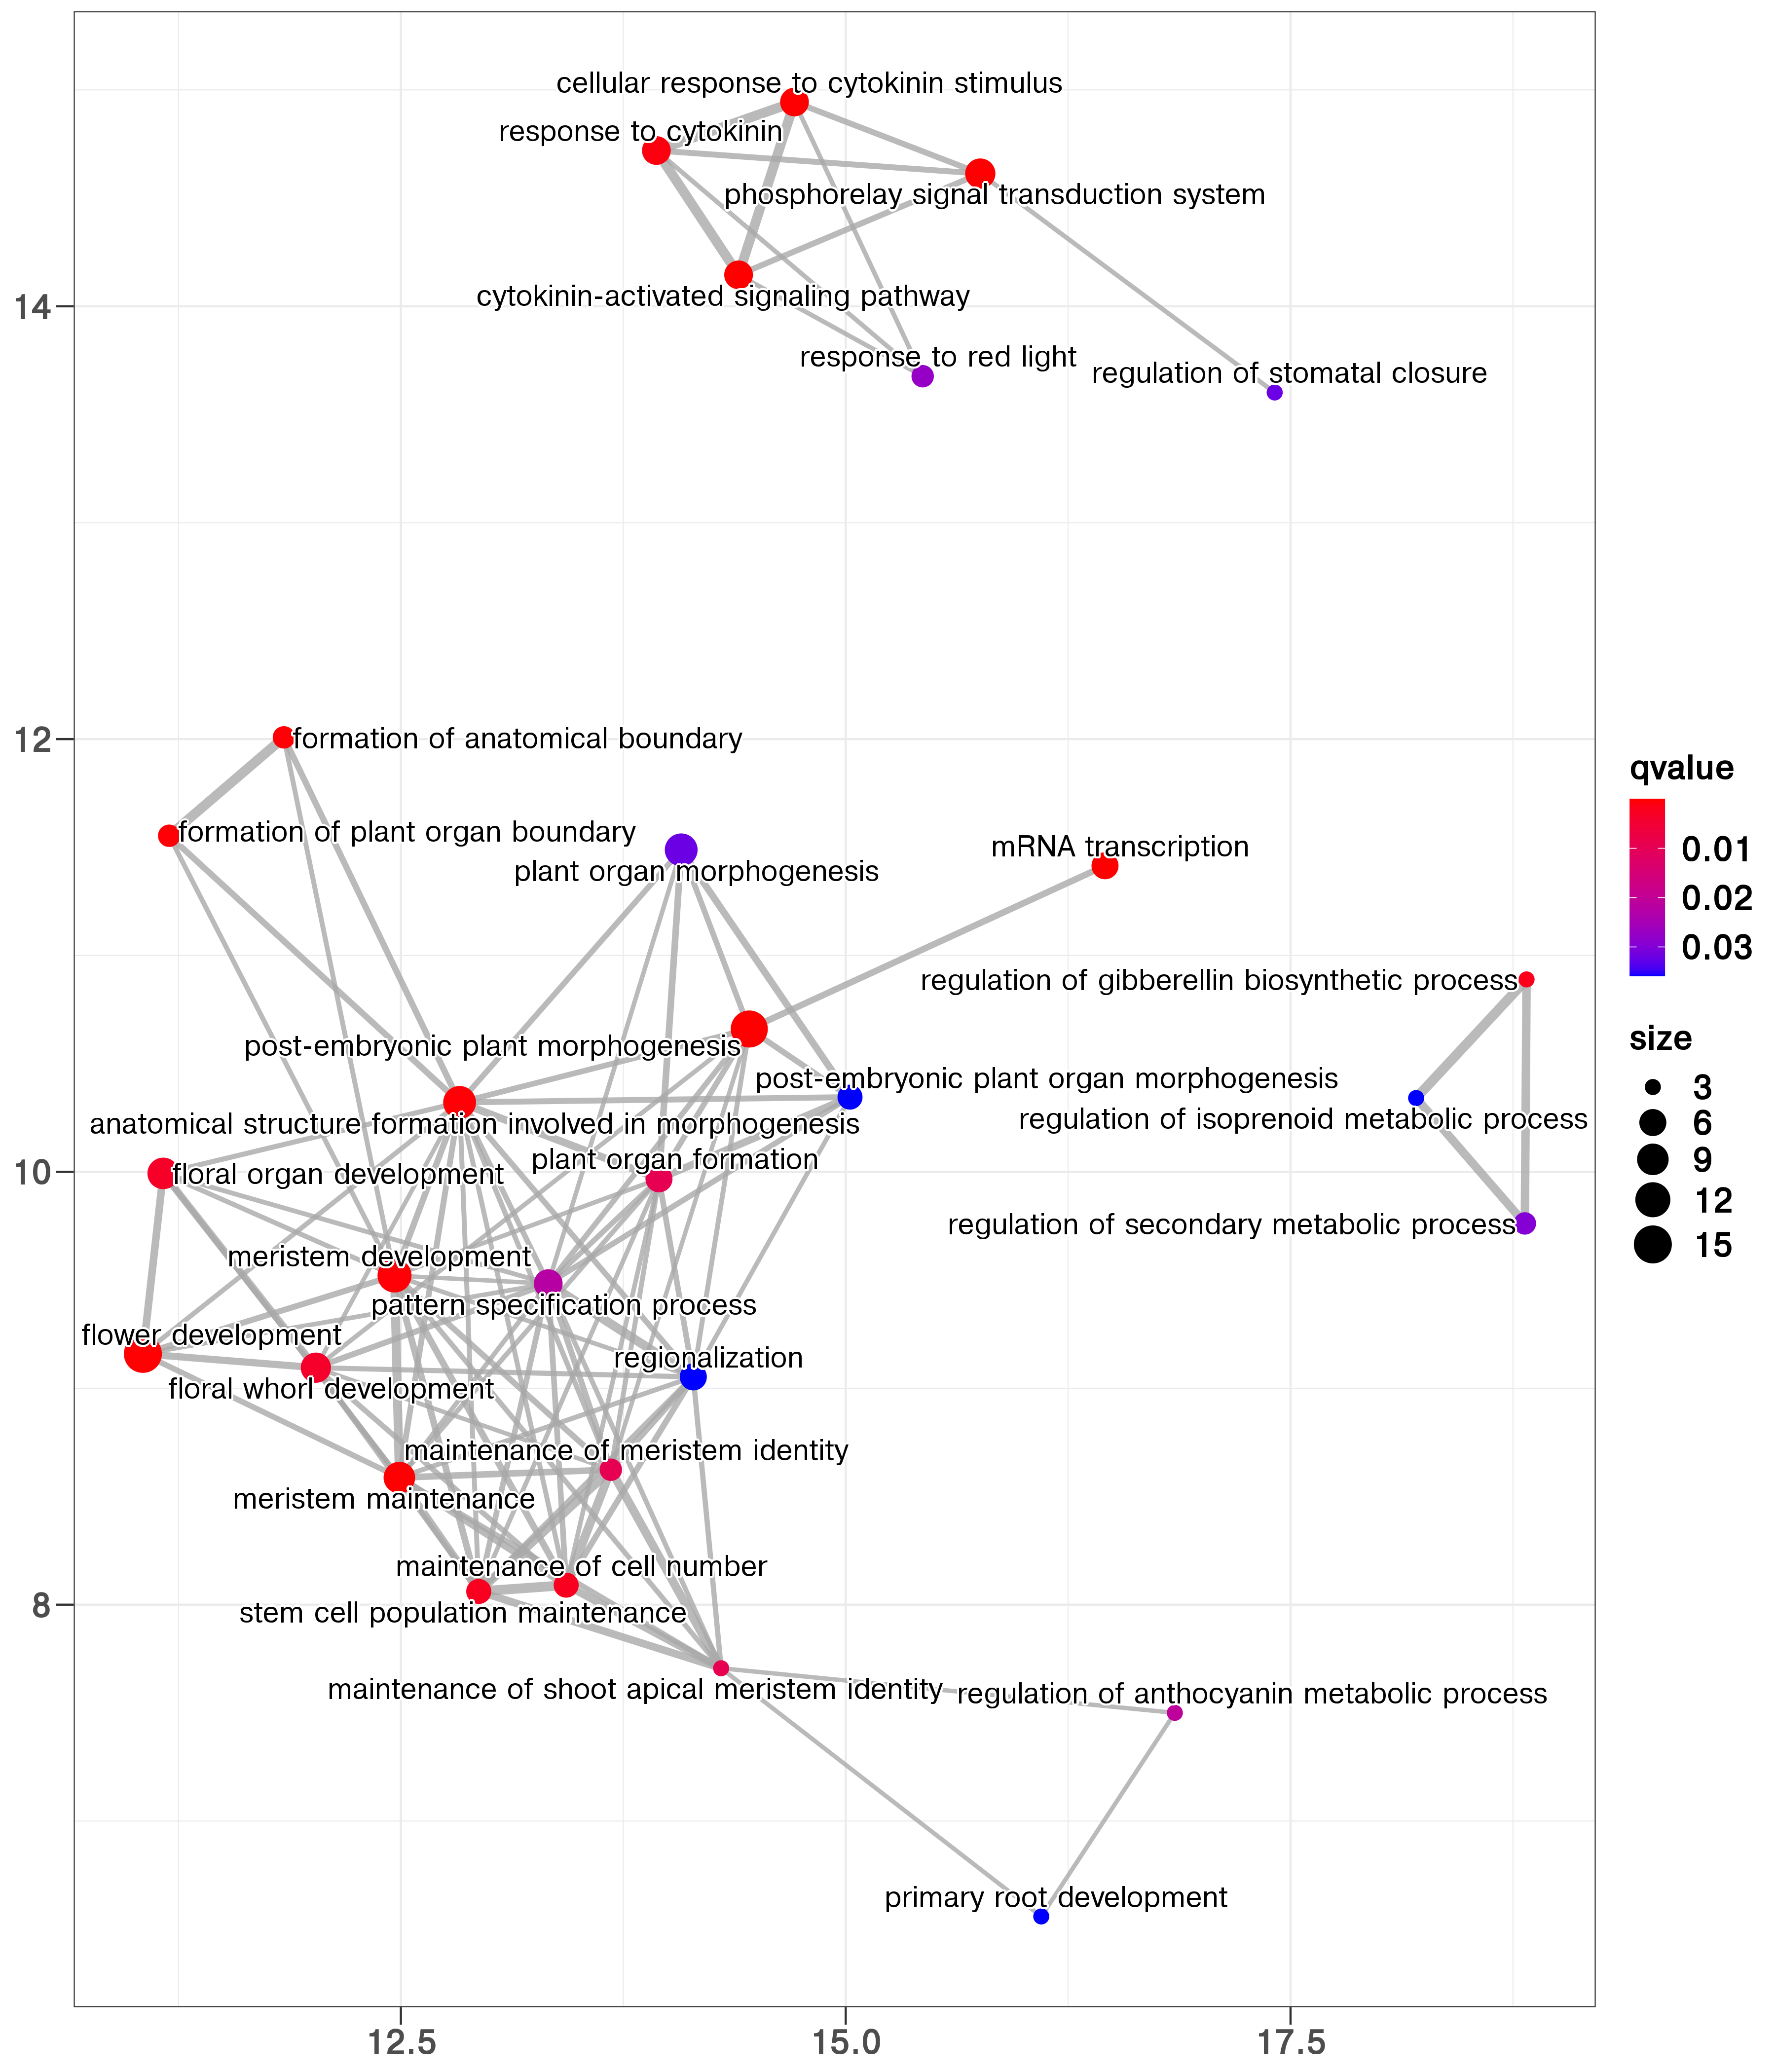 cellular response to cytokinin stimulus
response to cytokinin
phosphorelay signal transduction system
cytokinin-activated signaling pathway
14
response to red light
regulation of stomatal closure
12
formation of anatomical boundary
formation of plant organ boundary
mRNA transcription
plant organ morphogenesis
regulation of gibberellin biosynthetic process
post-embryonic plant morphogenesis
post-embryonic plant organ morphogenesis
regulation of isoprenoid metabolic process
anatomical structure formation involved in morphogenesis
plant organ formation
10
floral organ development
regulation of secondary metabolic process
meristem development
pattern specification process
flower development
regionalization
floral whorl development
maintenance of meristem identity
meristem maintenance
maintenance of cell number
8
stem cell population maintenance
maintenance of shoot apical meristem identity
regulation of anthocyanin metabolic process
primary root development
12.5
15.0
17.5
qvalue
0.01
0.02
0.03
size
3
6
9
12
15